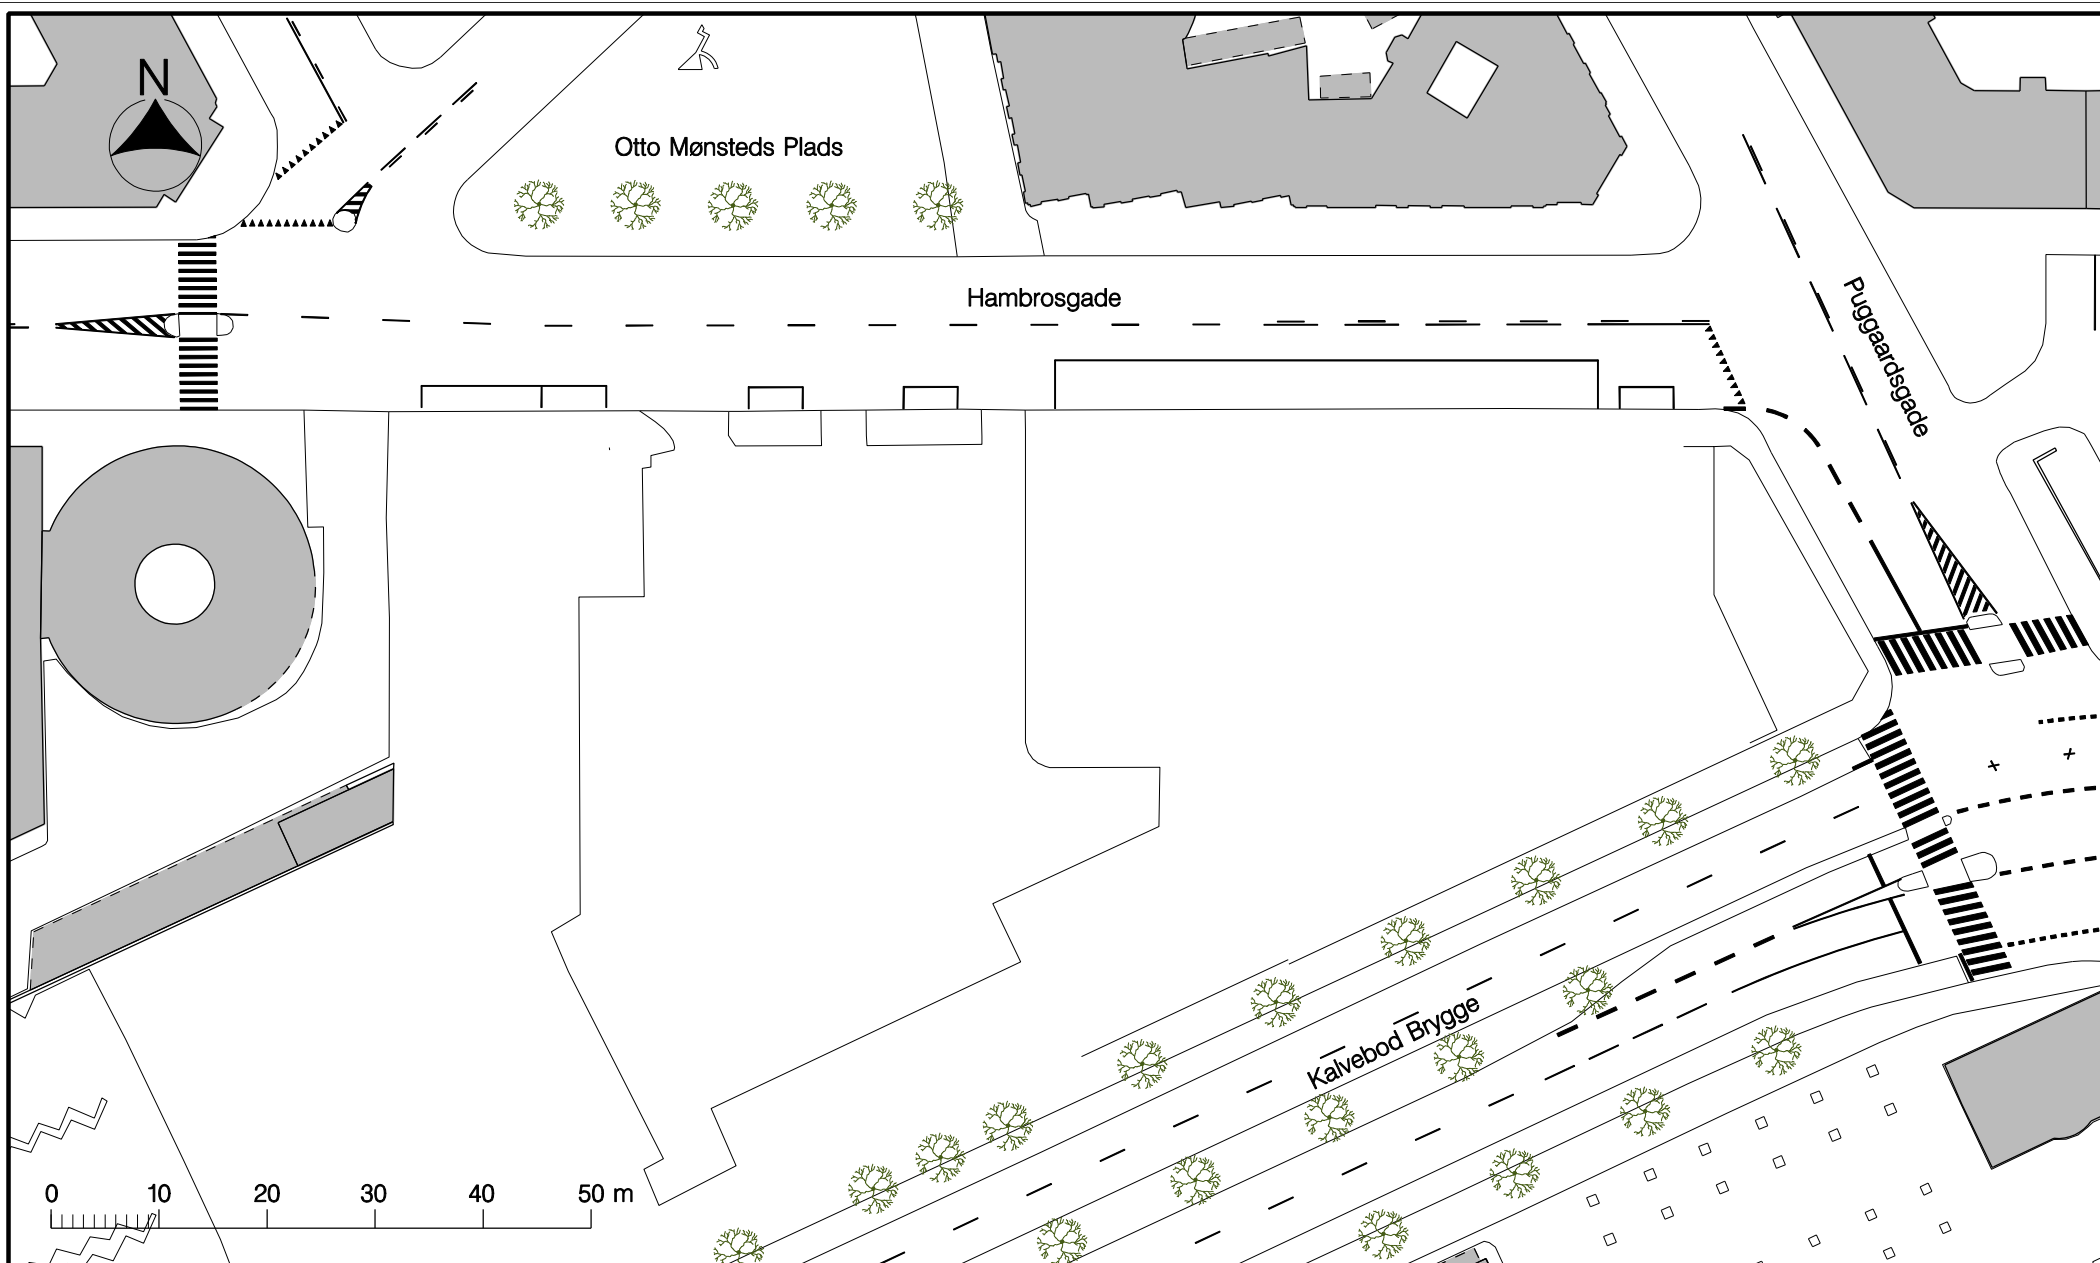 N
Otto Mønsteds Plads
Hambrosgade
Puggaardsgade
Kalvebod Brygge
0 10 20 30 40 50 m